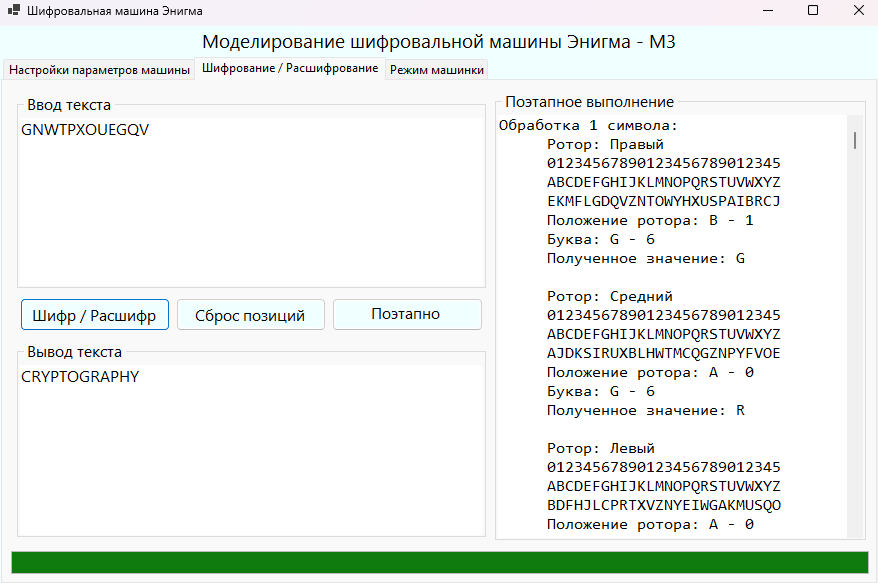 Шифровальная машина Энигма
Моделирование шифровальной машины Энигма - М3
Настройки параметров машины
Шифрование / Расшифрование
Режим машинки
Ввод текста
GNWTPXOUEGQV
Шифр / Расшифр
Сброс позиций
Поэтапно
Вывод текста
CRYPTOGRAPHY
Поэтапное выполнение
Обработка 1 символа:
Ротор: Правый
01234567890123456789012345
ABCDEFGHIJKLMNOPQRSTUVWXYZ
EKMFLGDQVZNTOWYHXUSPAIBRCJ
Положение ротора: B - 1
Буква: G - 6
Полученное значение: G
Ротор: Средний
01234567890123456789012345
ABCDEFGHIJKLMNOPQRSTUVWXYZ
AJDKSIRUXBLHWTMCQGZNPYFVOE
Положение ротора: A - 0
Буква: G - 6
Полученное значение: R
Ротор: Левый
01234567890123456789012345
ABCDEFGHIJKLMNOPQRSTUVWXYZ
BDFHJLCPRTXVZNYEIWGAKMUSQO
Положение ротора: A - 0